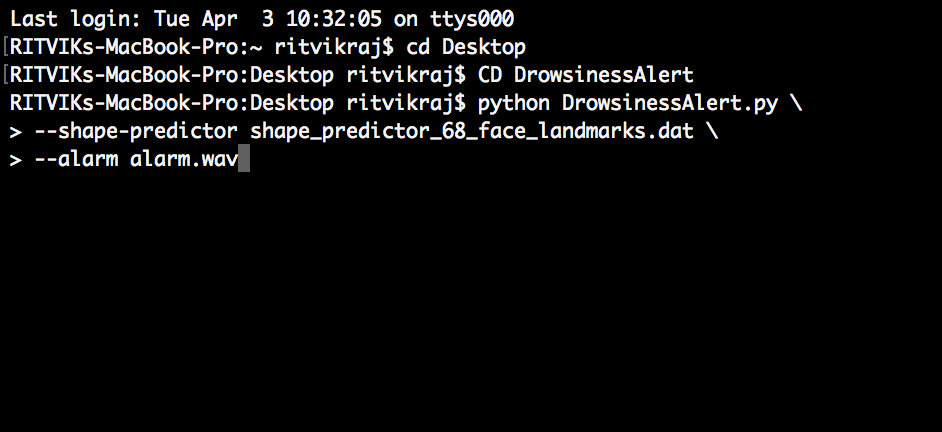 Last login: Tue Apr  3 10:32:05 on ttys000
[RITVIKs-MacBook-Pro:~ ritvikraj$ cd Desktop
[RITVIKs-MacBook-Pro:Desktop ritvikraj$ CD DrowsinessAlert
RITVIKs-MacBook-Pro:Desktop ritvikraj$ python DrowsinessAlert.py \
> --shape-predictor shape_predictor_68_face_landmarks.dat \
> --alarm alarm.wav